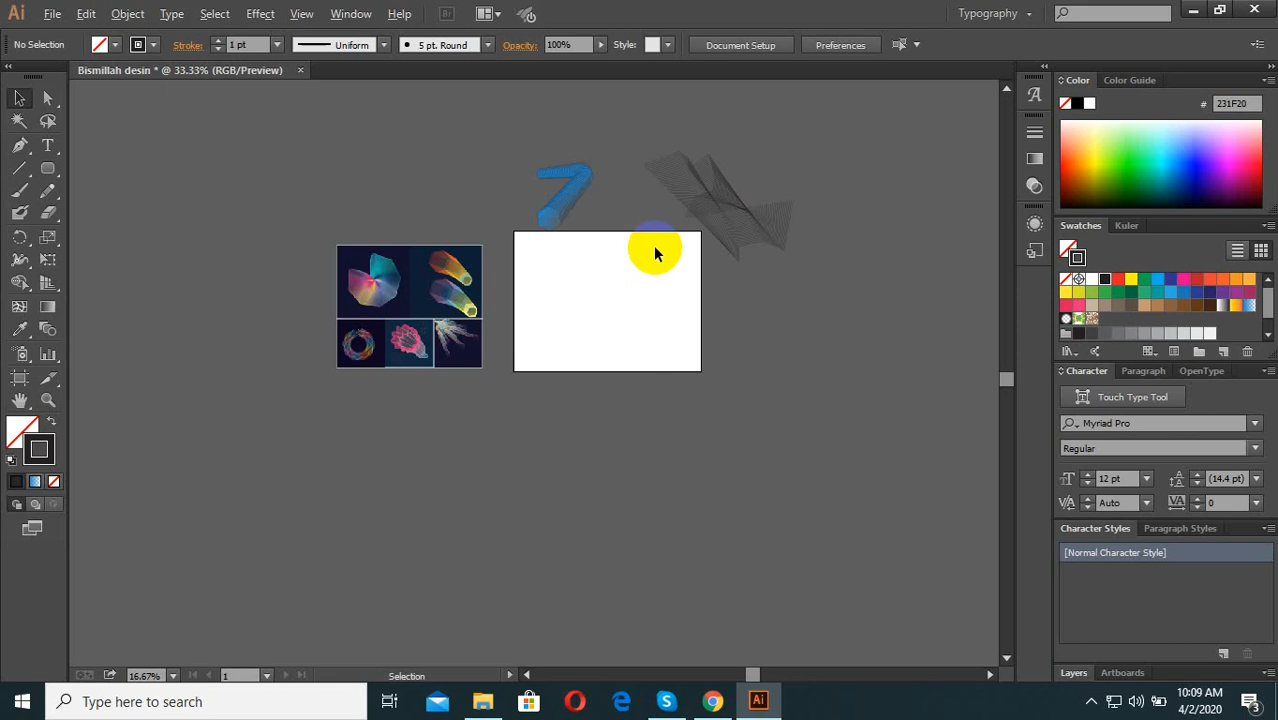 Ai File Edit Object Type Select Effect View Window Help Br Typography
No Selection Stroke: 1 pt Uniform 5 pt. Round Opacity: 100% Style: Document Setup Preferences
Bismillah desin * @ 33.33% (RGB/Preview) ×
Color Color Guide
# 231F20
Swatches Kuler
Character Paragraph OpenType
Touch Type Tool
Myriad Pro
Regular
12 pt (14.4 pt)
Auto 0
Character Styles Paragraph Styles
[Normal Character Style]
Layers Artboards
16.67% 1 Selection
Type here to search
Ai
10:09 AM
4/2/2020
3